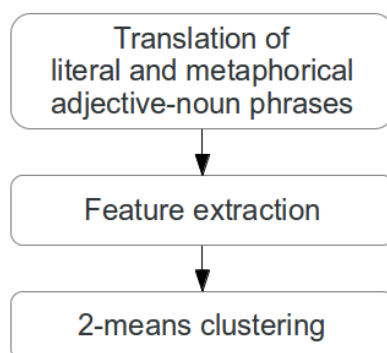 Translation of
literal and metaphorical
adjective-noun phrases
Feature extraction
2-means clustering